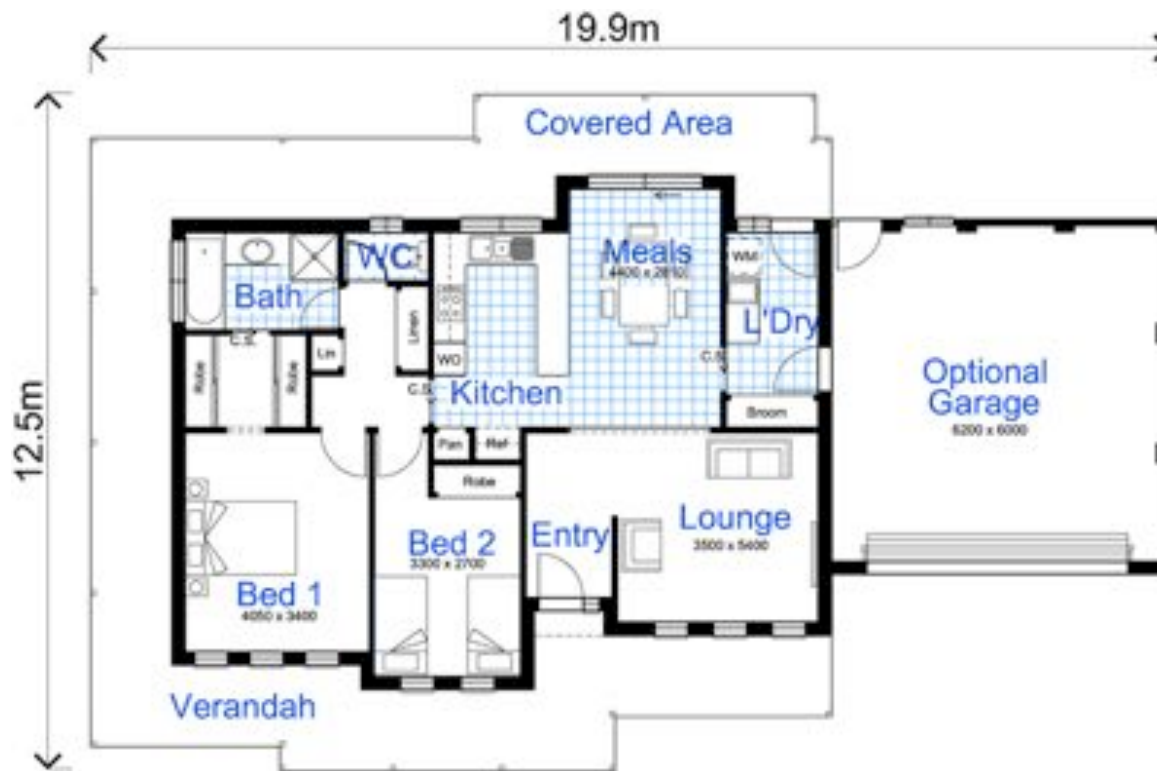 19.9m
12.5m
Covered Area
WC
Meals
4400 x 2810
WM
Bath
L'Dry
Linen
C.S.
Lin
Robe
Robe
WO
C.S.
C.S.
Kitchen
Optional
Garage
6200 x 6000
Broom
Pan
Ref
Robe
Lounge
3500 x 5400
Entry
Bed 2
3300 x 2700
Bed 1
4050 x 3400
Verandah